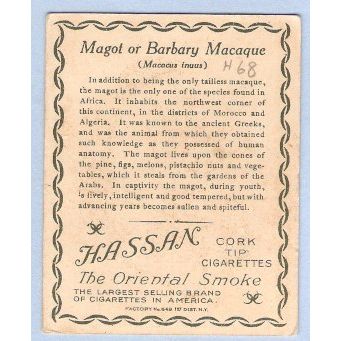 Magot or Barbary Macaque
(Macacus inuus)
H68
In addition to being the only tailless macaque,
the magot is the only one of the species found in
Africa. It inhabits the northwest corner of
this continent, in the districts of Morocco and
Algeria. It was known to the ancient Greeks,
and was the animal from which they obtained
such knowledge as they possessed of human
anatomy. The magot lives upon the cones of
the pine, figs, melons, pistachio nuts and vege-
tables, which it steals from the gardens of the
Arabs. In captivity the magot, during youth,
is lively, intelligent and good tempered, but with
advancing years becomes sullen and spiteful.
HASSAN
CORK
TIP
CIGARETTES
The Oriental Smoke
THE LARGEST SELLING BRAND
OF CIGARETTES IN AMERICA.
FACTORY No. 649 1ST DIST. N.Y.